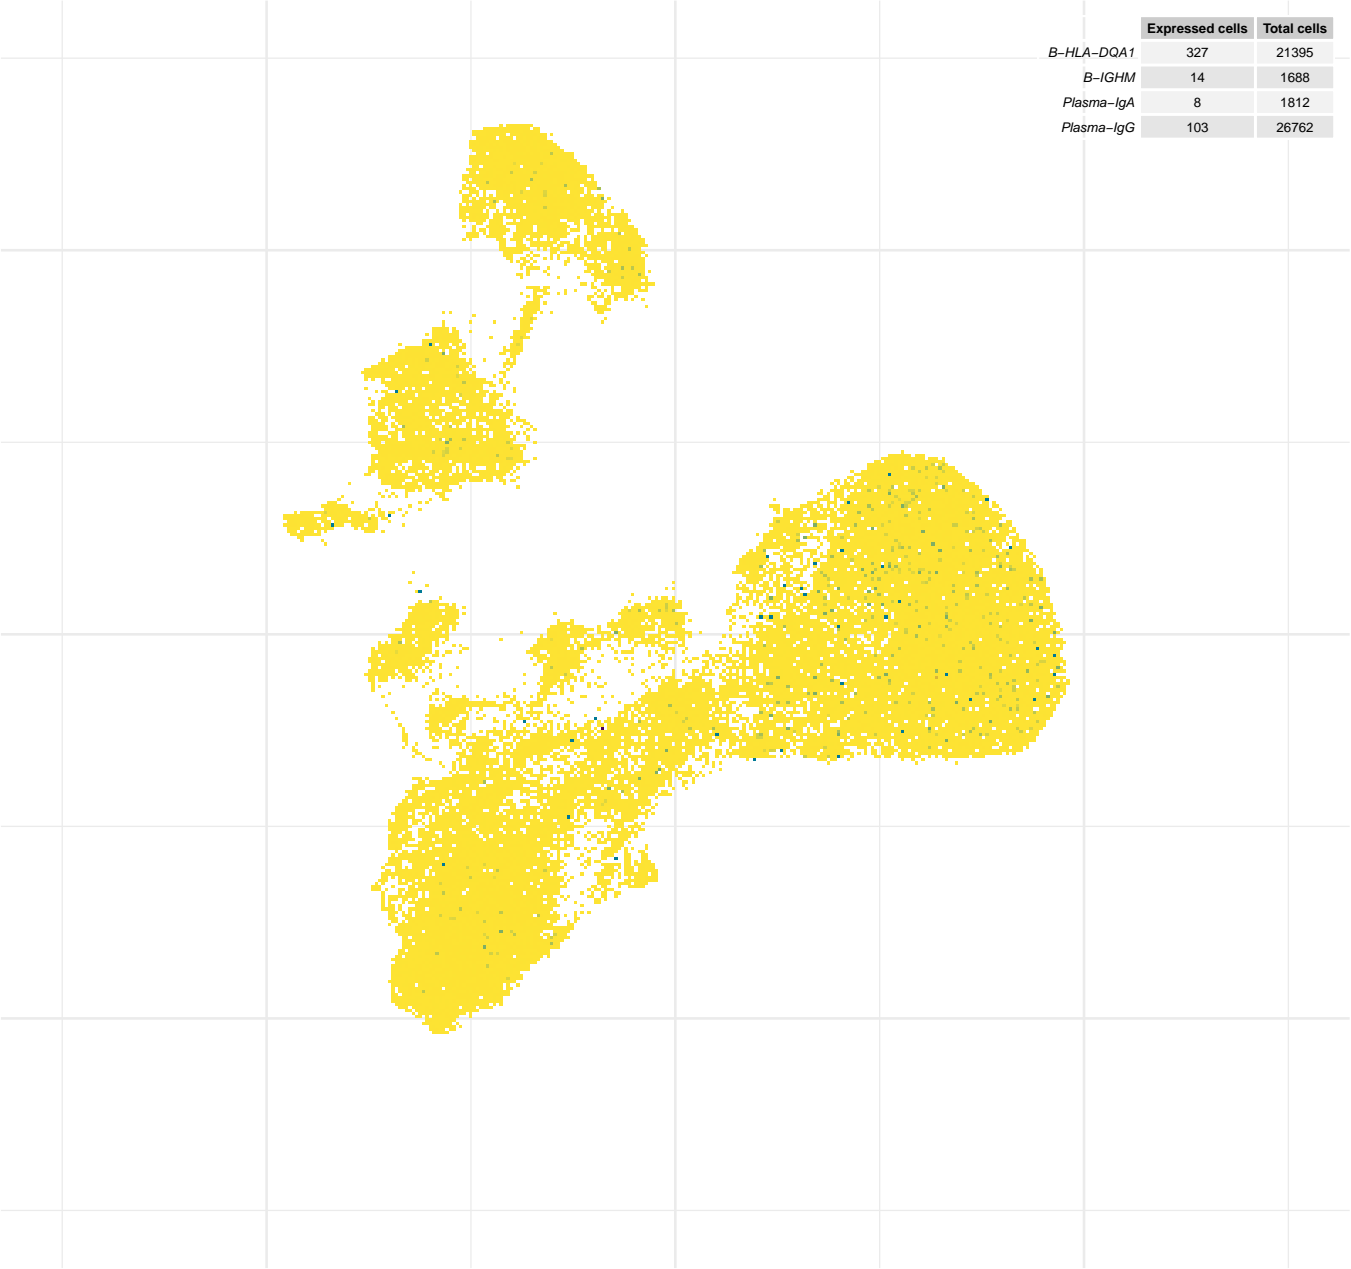 Expressed cells Total cells
B−HLA−DQA1 327 21395
B−IGHM 14 1688
Plasma−IgA 8 1812
Plasma−IgG 103 26762